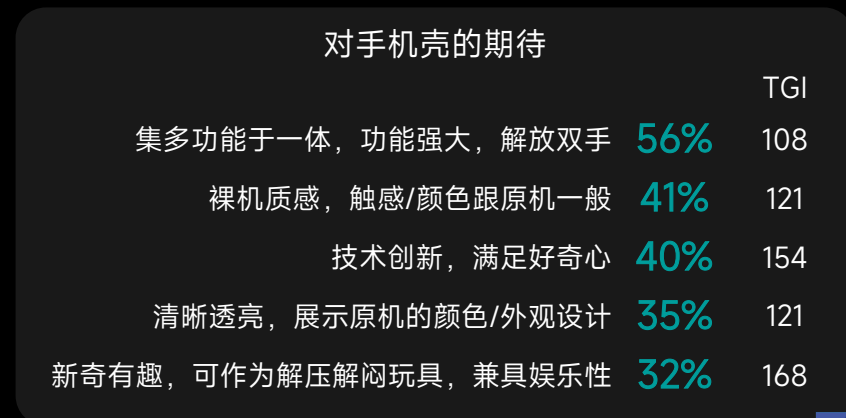 对手机壳的期待
TGI
集多功能于一体，功能强大，解放双手 56% 108
裸机质感，触感/颜色跟原机一般 41% 121
技术创新，满足好奇心 40% 154
清晰透亮，展示原机的颜色/外观设计 35% 121
新奇有趣，可作为解压解闷玩具，兼具娱乐性 32% 168